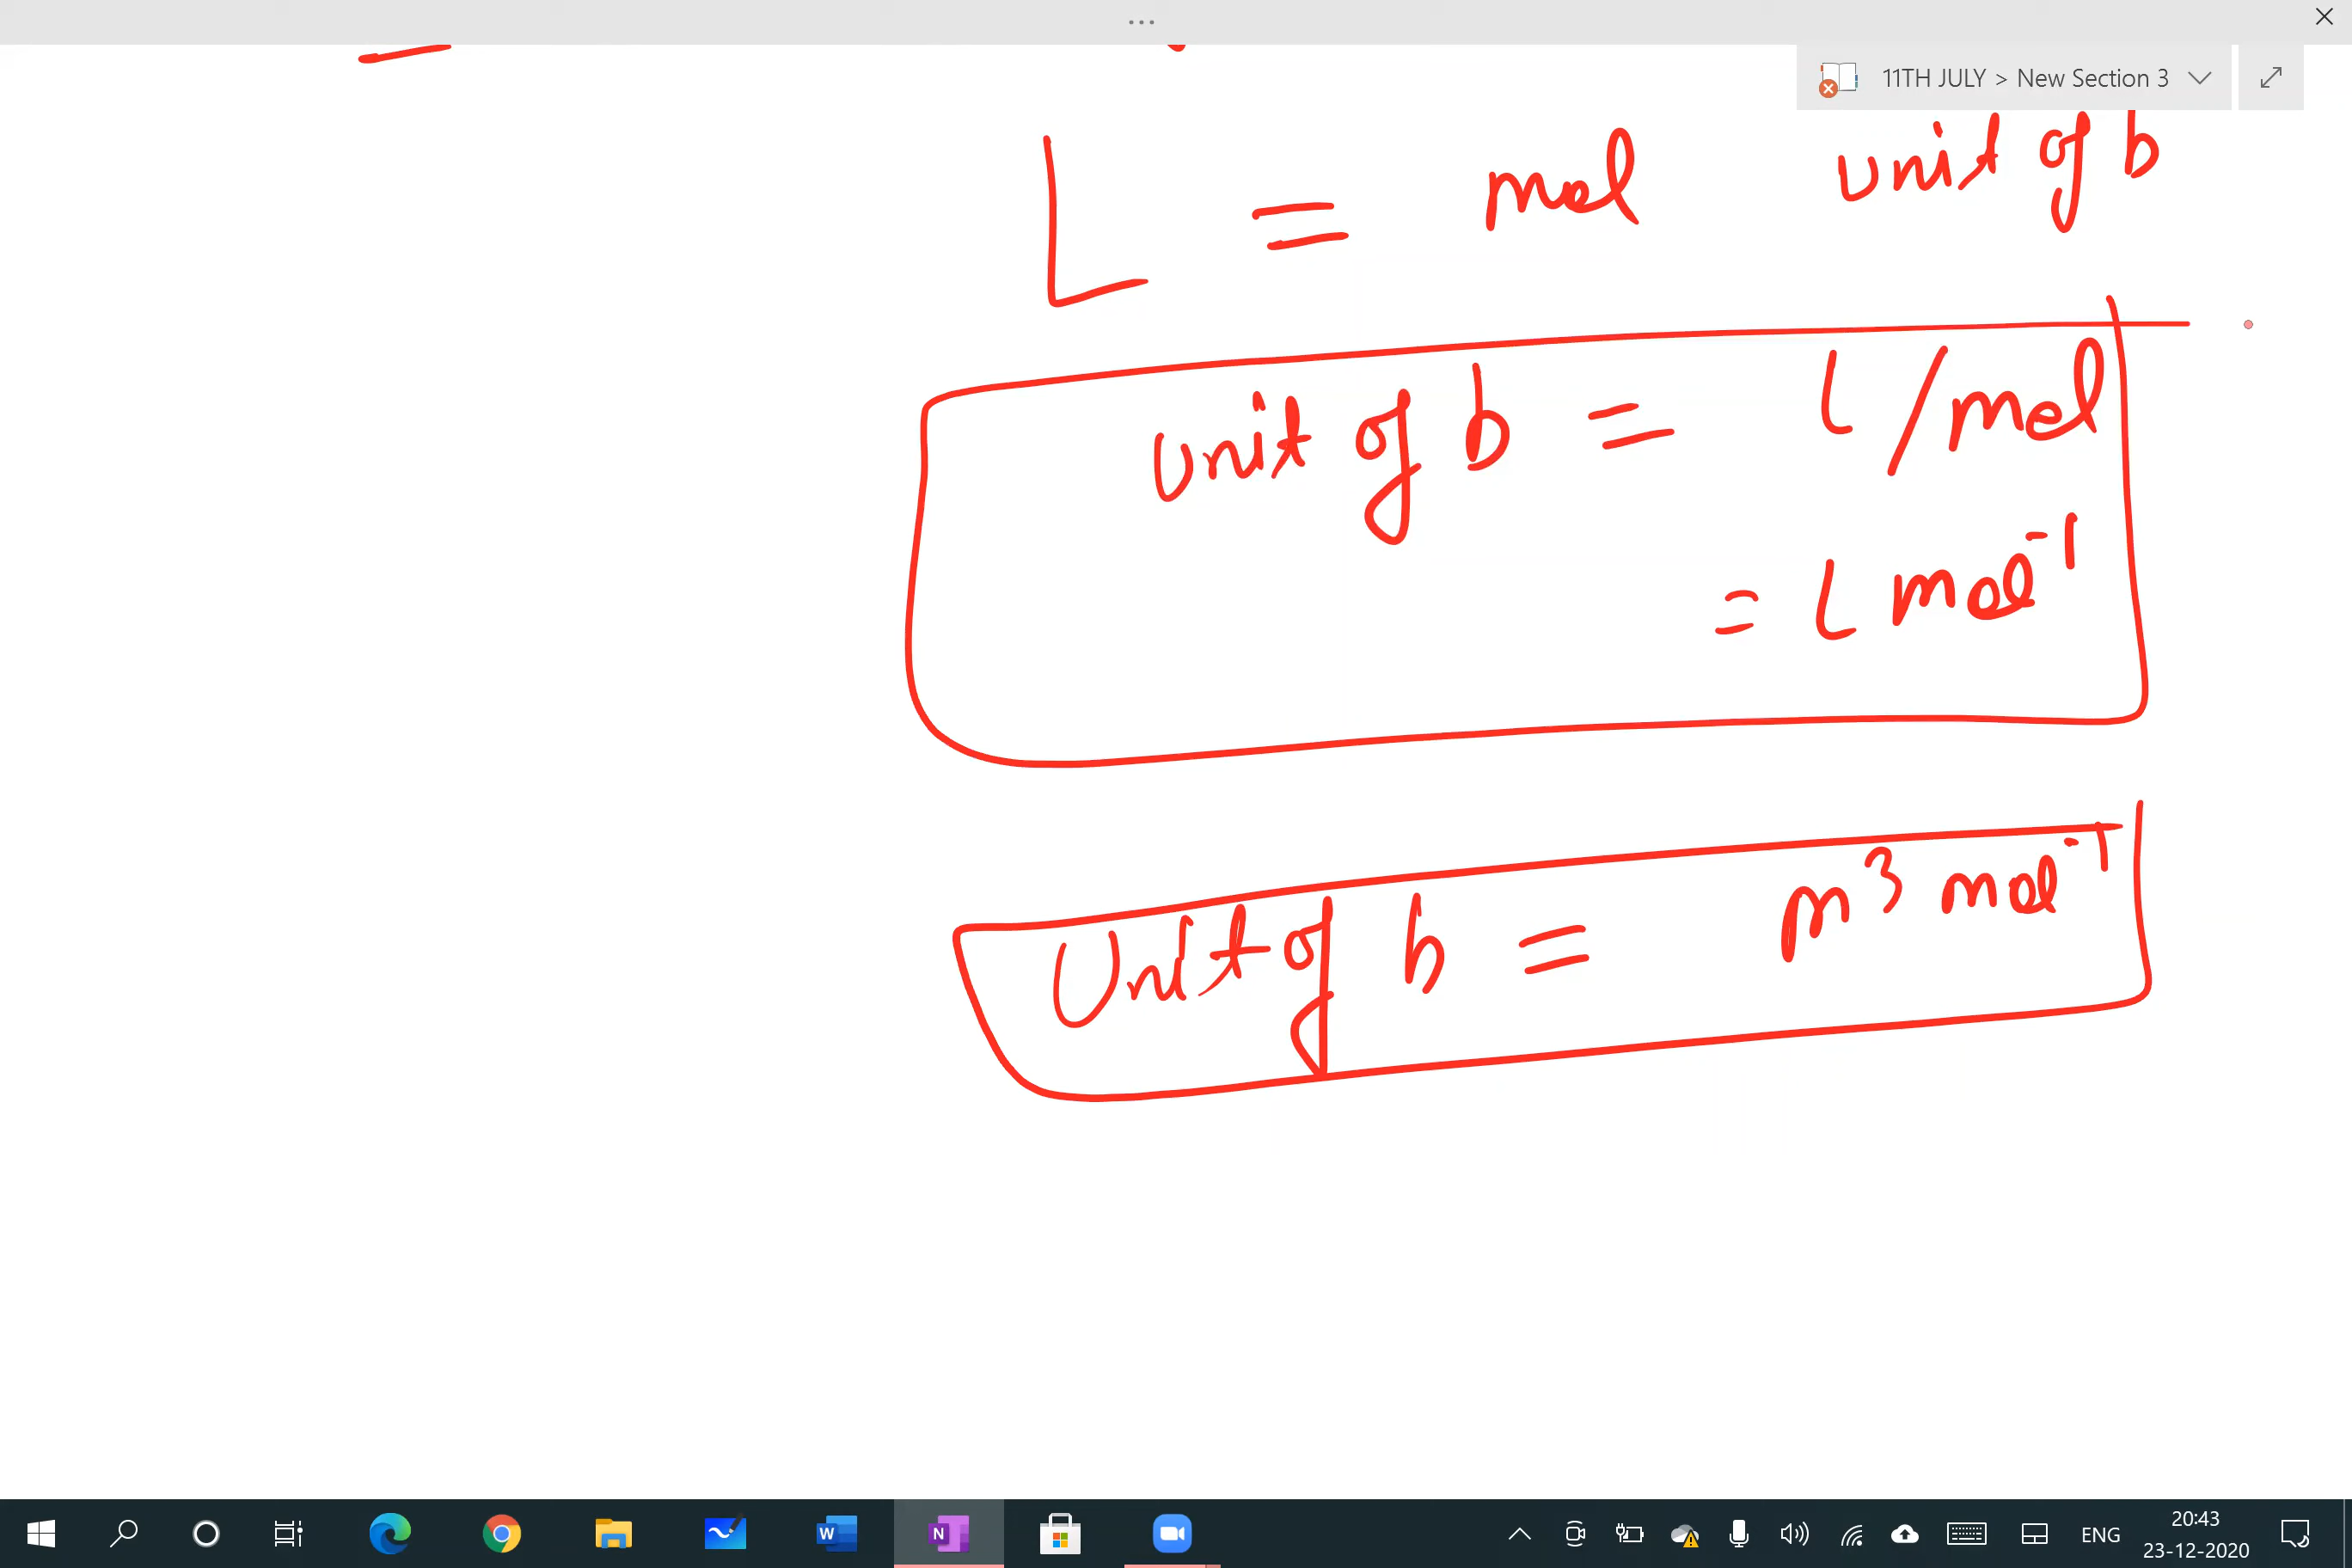 11TH JULY > New Section 3
L = mol unit of b
Unit of b = L/mol
= L mol⁻¹
Unit of b = m³ mol⁻¹
ENG
20:43
23-12-2020